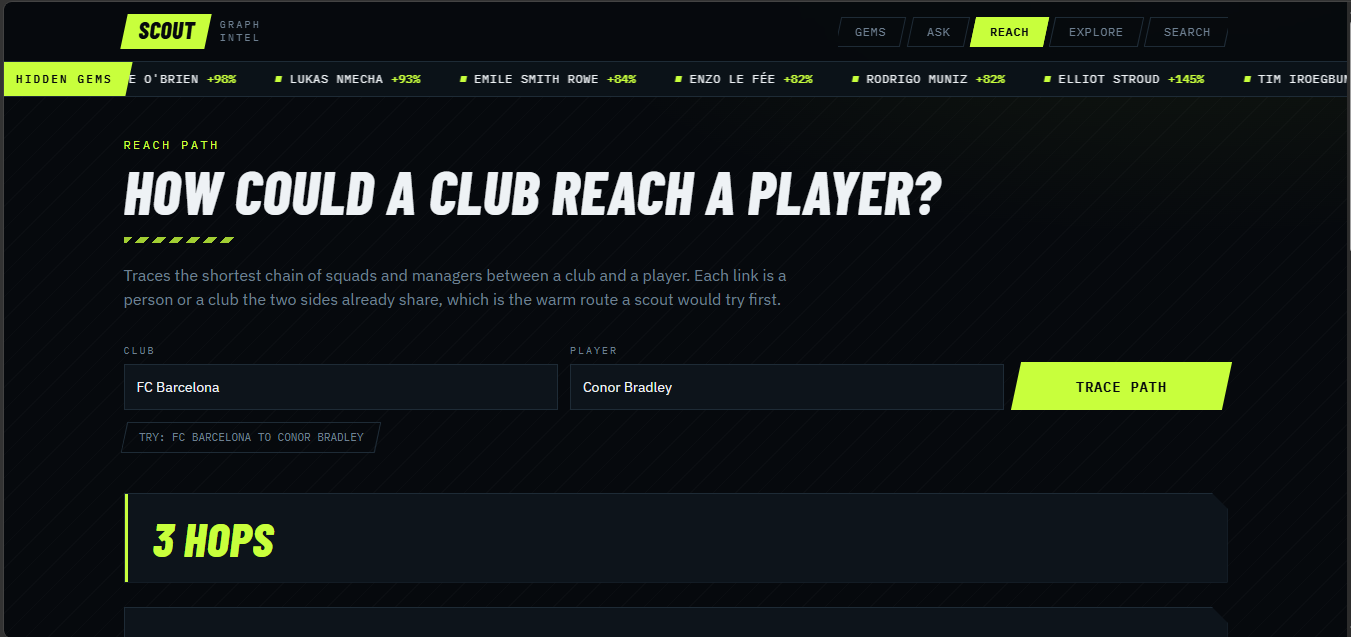 SCOUT
GRAPH
INTEL
GEMS
ASK
REACH
EXPLORE
SEARCH
HIDDEN GEMS
E O'BRIEN +98% LUKAS NMECHA +93% EMILE SMITH ROWE +84% ENZO LE FÉE +82% RODRIGO MUNIZ +82% ELLIOT STROUD +145% TIM IROEGBUN
REACH PATH
HOW COULD A CLUB REACH A PLAYER?
Traces the shortest chain of squads and managers between a club and a player. Each link is a
person or a club the two sides already share, which is the warm route a scout would try first.
CLUB
PLAYER
FC Barcelona
Conor Bradley
TRACE PATH
TRY: FC BARCELONA TO CONOR BRADLEY
3 HOPS